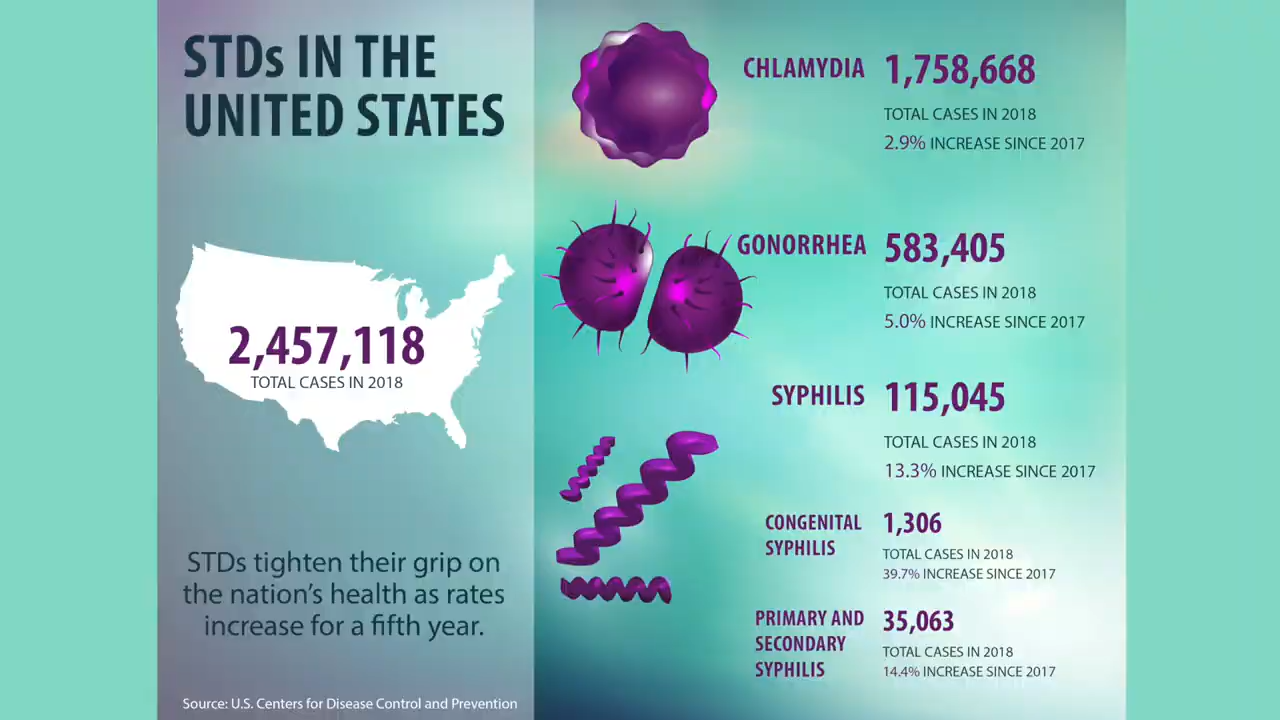 STDs IN THE
UNITED STATES
2,457,118
TOTAL CASES IN 2018
STDs tighten their grip on
the nation's health as rates
increase for a fifth year.
Source: U.S. Centers for Disease Control and Prevention
CHLAMYDIA 1,758,668
TOTAL CASES IN 2018
2.9% INCREASE SINCE 2017
GONORRHEA 583,405
TOTAL CASES IN 2018
5.0% INCREASE SINCE 2017
SYPHILIS 115,045
TOTAL CASES IN 2018
13.3% INCREASE SINCE 2017
CONGENITAL
SYPHILIS
1,306
TOTAL CASES IN 2018
39.7% INCREASE SINCE 2017
PRIMARY AND
SECONDARY
SYPHILIS
35,063
TOTAL CASES IN 2018
14.4% INCREASE SINCE 2017